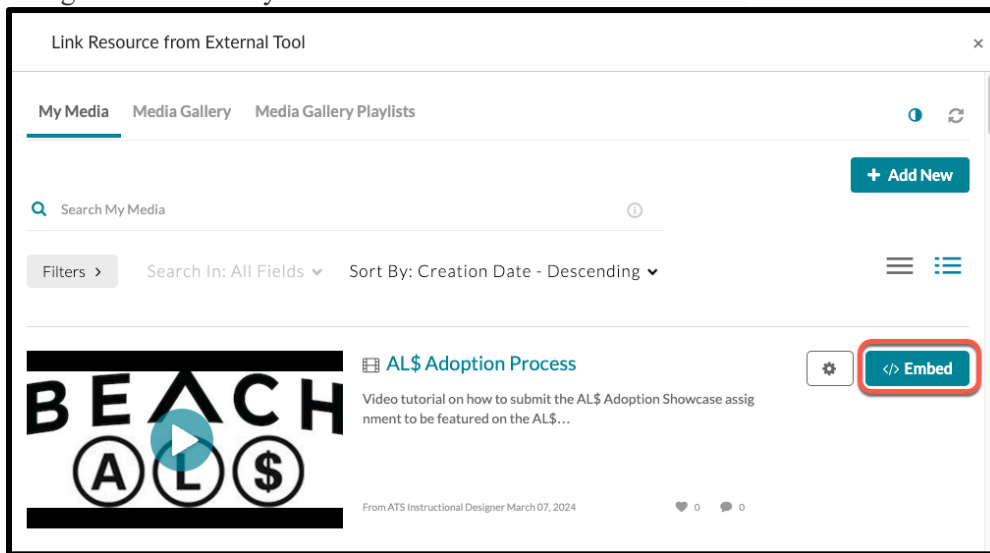 Link Resource from External Tool
×
My Media Media Gallery Media Gallery Playlists
+ Add New
Search My Media
Filters > Search In: All Fields Sort By: Creation Date - Descending
BEACH
AL$
AL$ Adoption Process
</> Embed
Video tutorial on how to submit the AL$ Adoption Showcase assig
nment to be featured on the AL$...
From ATS Instructional Designer March 07, 2024 0 0